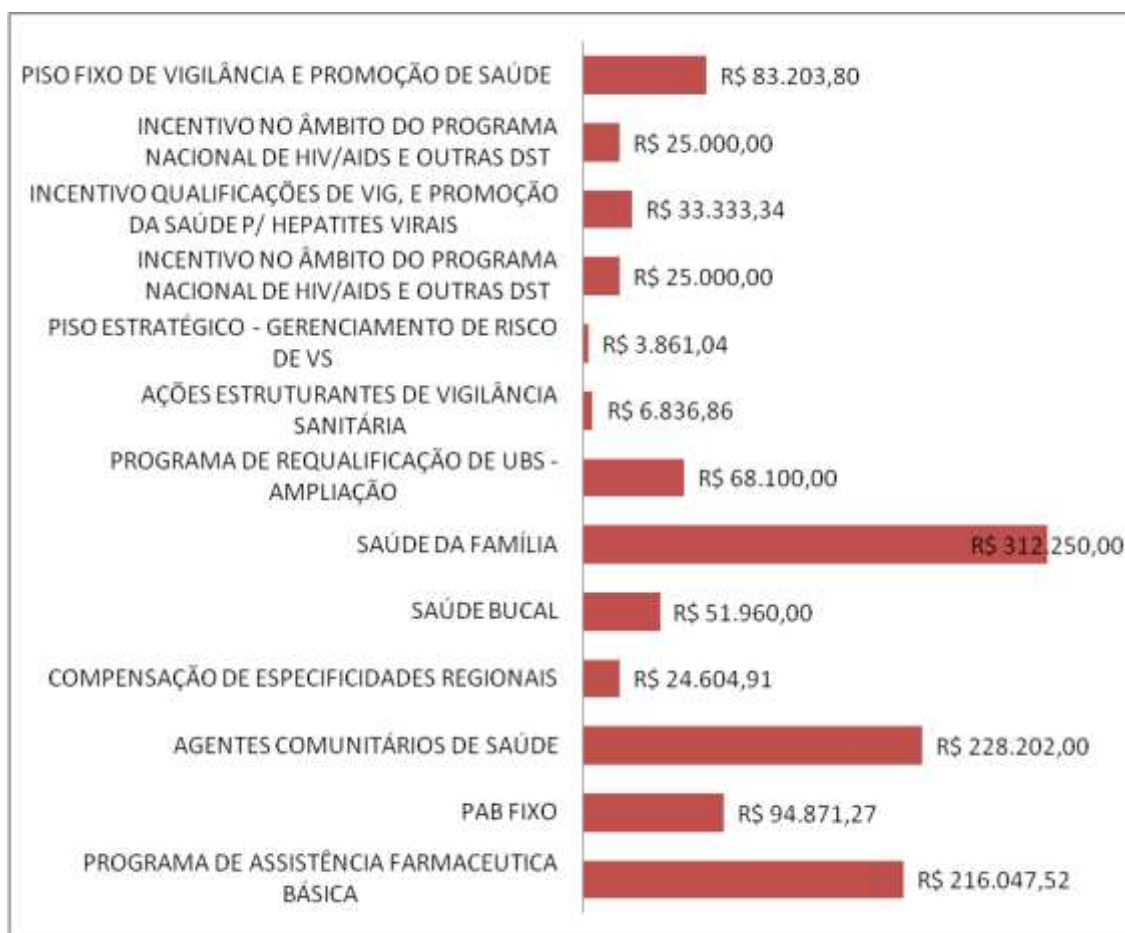 PISO FIXO DE VIGILÂNCIA E PROMOÇÃO DE SAÚDE
R$ 83.203,80
INCENTIVO NO ÂMBITO DO PROGRAMA
NACIONAL DE HIV/AIDS E OUTRAS DST
R$ 25.000,00
INCENTIVO QUALIFICAÇÕES DE VIG, E PROMOÇÃO
DA SAÚDE P/ HEPATITES VIRAIS
R$ 33.333,34
INCENTIVO NO ÂMBITO DO PROGRAMA
NACIONAL DE HIV/AIDS E OUTRAS DST
R$ 25.000,00
PISO ESTRATÉGICO - GERENCIAMENTO DE RISCO
DE VS
R$ 3.861,04
AÇÕES ESTRUTURANTES DE VIGILÂNCIA
SANITÁRIA
R$ 6.836,86
PROGRAMA DE REQUALIFICAÇÃO DE UBS -
AMPLIAÇÃO
R$ 68.100,00
SAÚDE DA FAMÍLIA
R$ 312.250,00
SAÚDE BUCAL
R$ 51.960,00
COMPENSAÇÃO DE ESPECIFICIDADES REGIONAIS
R$ 24.604,91
AGENTES COMUNITÁRIOS DE SAÚDE
R$ 228.202,00
PAB FIXO
R$ 94.871,27
PROGRAMA DE ASSISTÊNCIA FARMACEUTICA
BÁSICA
R$ 216.047,52